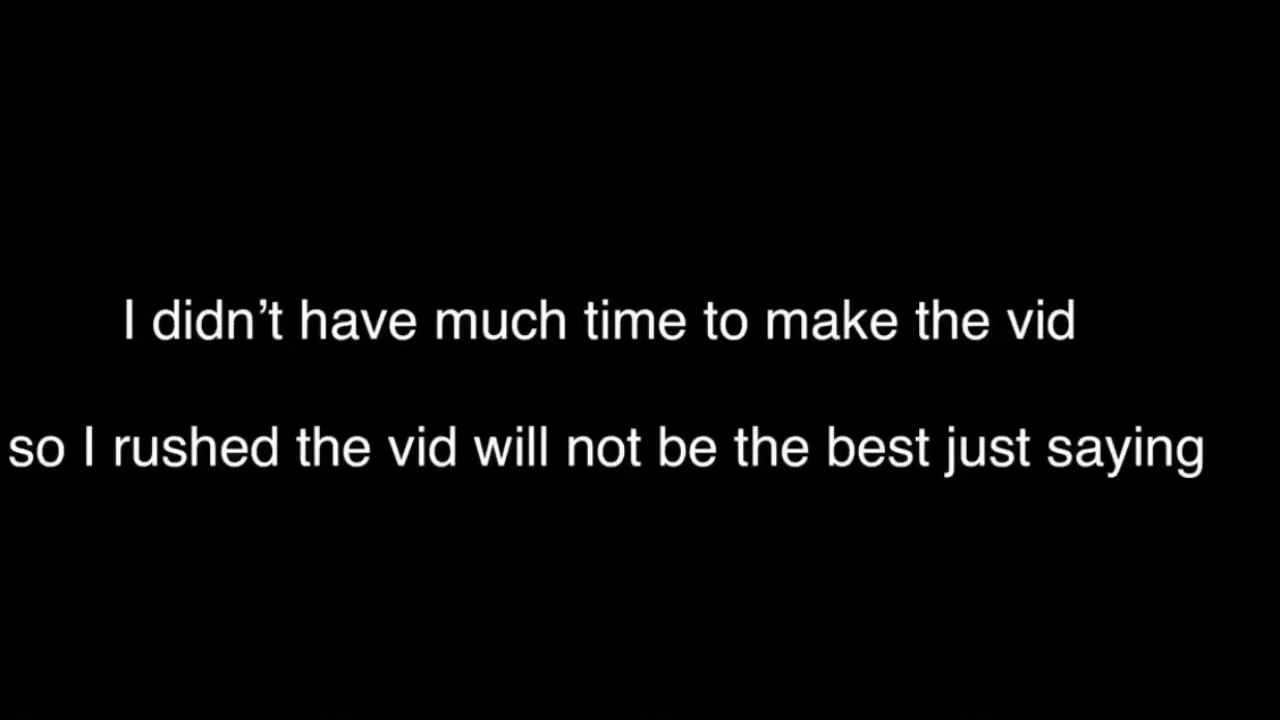 I didn’t have much time to make the vid
so I rushed the vid will not be the best just saying